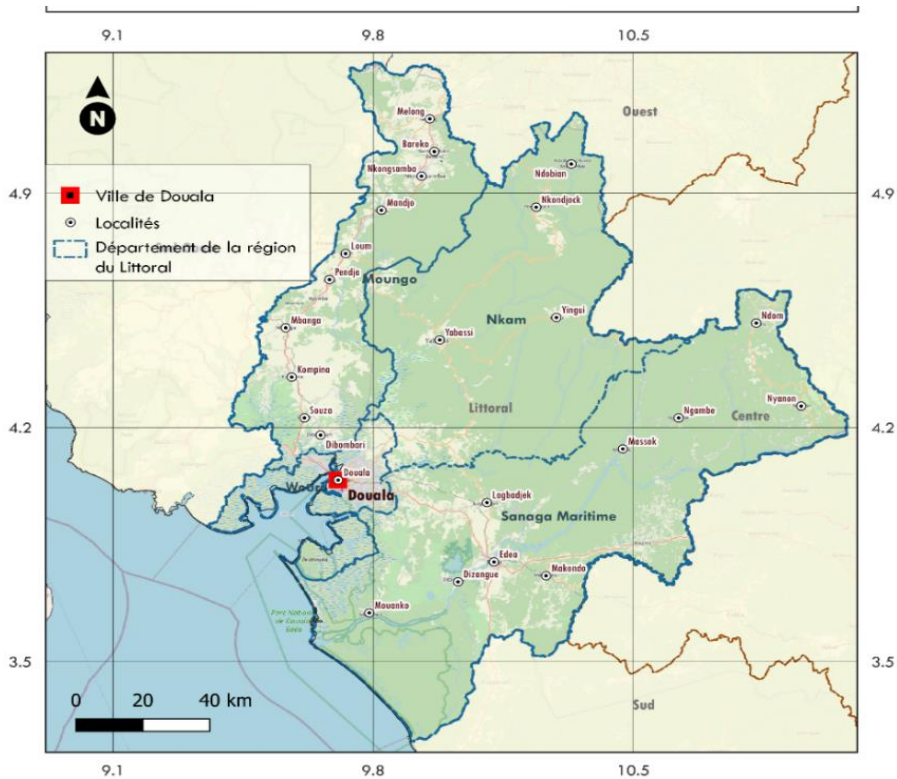 9.1 9.8 10.5
N
Ouest
Melong
Bareko
Nkongsamba
Ndobian
4.9 4.9
Ville de Douala
Localités
Département de la région
du Littoral
Mandjo
Nkondjock
Loum
Pendja
Moungo
Mbanga
Nkam
Yingui
Ndom
Yabassi
Kompina
Littoral
Souza
Ngambe
Centre
Nyanon
4.2 4.2
Dibombari
Massok
Douala
Wouri
Douala
Logbadjek
Sanaga Maritime
Edea
Dizangue
Makondo
Mouanko
3.5 3.5
0 20 40 km
Sud
9.1 9.8 10.5